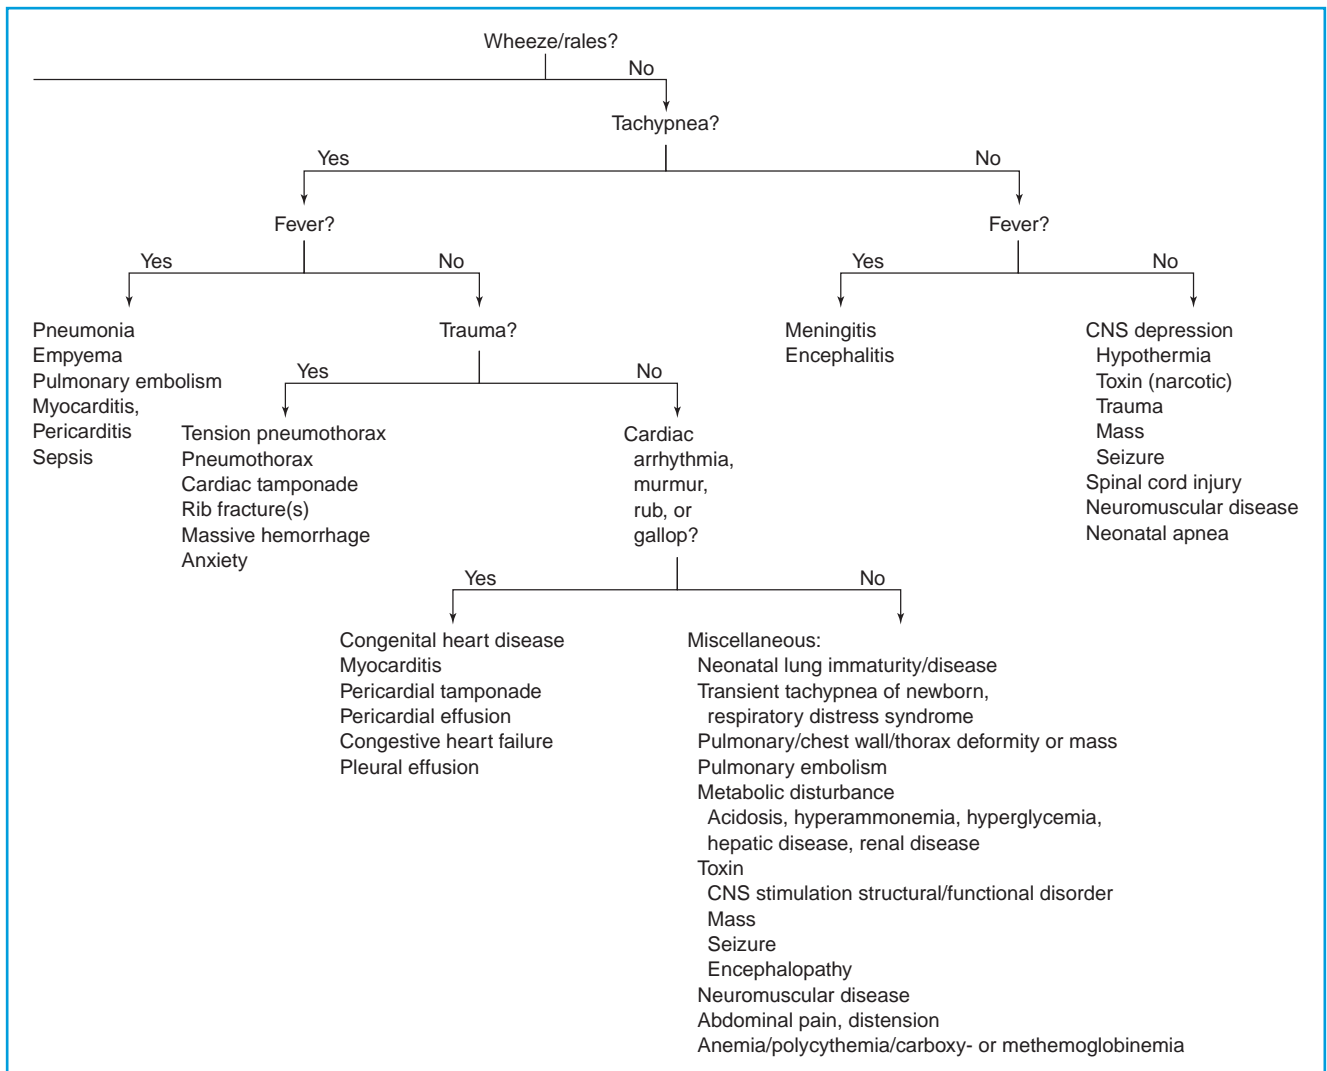 Wheeze/rales?
No
Tachypnea?
Yes
No
Fever?
Fever?
Yes
No
Yes
No
Pneumonia
Empyema
Pulmonary embolism
Myocarditis,
Pericarditis
Sepsis
Trauma?
Meningitis
Encephalitis
CNS depression
Hypothermia
Toxin (narcotic)
Trauma
Mass
Seizure
Spinal cord injury
Neuromuscular disease
Neonatal apnea
Yes
No
Tension pneumothorax
Pneumothorax
Cardiac tamponade
Rib fracture(s)
Massive hemorrhage
Anxiety
Cardiac
arrhythmia,
murmur,
rub, or
gallop?
Yes
No
Congenital heart disease
Myocarditis
Pericardial tamponade
Pericardial effusion
Congestive heart failure
Pleural effusion
Miscellaneous:
Neonatal lung immaturity/disease
Transient tachypnea of newborn,
respiratory distress syndrome
Pulmonary/chest wall/thorax deformity or mass
Pulmonary embolism
Metabolic disturbance
Acidosis, hyperammonemia, hyperglycemia,
hepatic disease, renal disease
Toxin
CNS stimulation structural/functional disorder
Mass
Seizure
Encephalopathy
Neuromuscular disease
Abdominal pain, distension
Anemia/polycythemia/carboxy- or methemoglobinemia